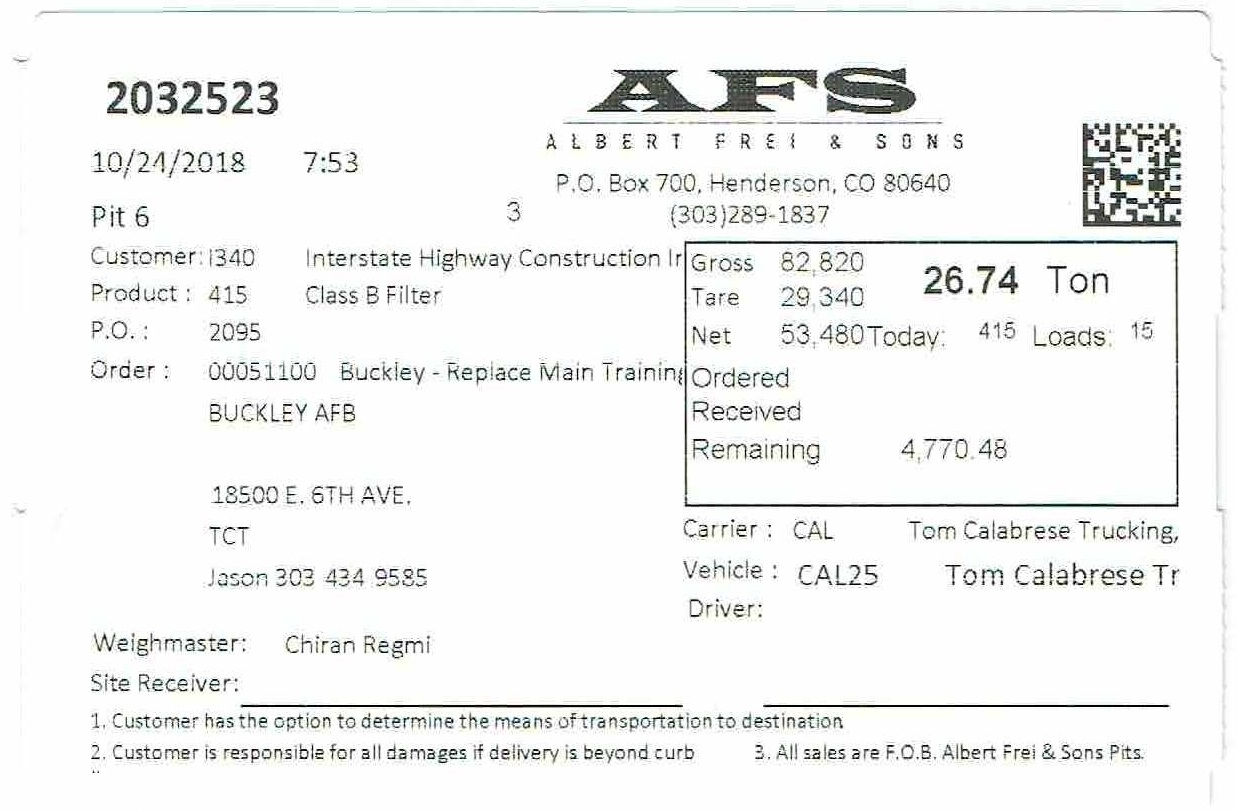 2032523
AFS
ALBERT FREI & SONS
10/24/2018 7:53
P.O. Box 700, Henderson, CO 80640
Pit 6 3 (303)289-1837
Customer: I340 Interstate Highway Construction Ir
Product : 415 Class B Filter
P.O. : 2095
Order : 00051100 Buckley - Replace Main Training
BUCKLEY AFB
18500 E. 6TH AVE.
TCT
Jason 303 434 9585
Gross 82,820 26.74 Ton
Tare 29,340
Net 53,480 Today: 415 Loads: 15
Ordered
Received
Remaining 4,770.48
Carrier : CAL Tom Calabrese Trucking,
Vehicle : CAL25 Tom Calabrese Tr
Driver:
Weighmaster: Chiran Regmi
Site Receiver:
1. Customer has the option to determine the means of transportation to destination
2. Customer is responsible for all damages if delivery is beyond curb 3. All sales are F.O.B. Albert Frei & Sons Pits.